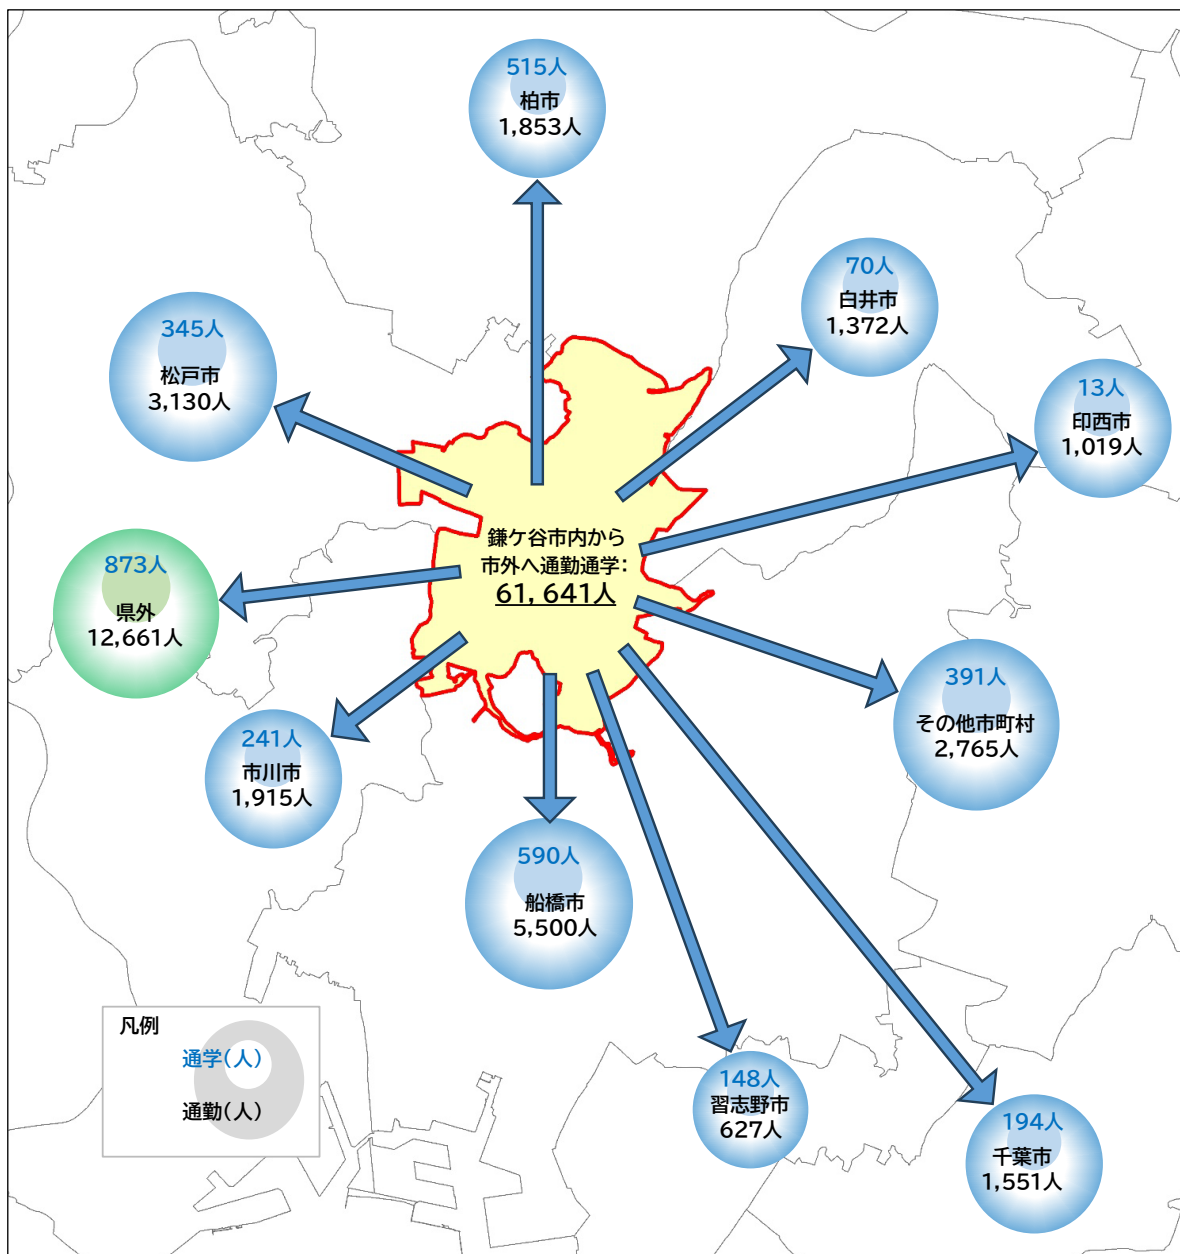 515人
柏市
1,853人
70人
白井市
1,372人
345人
松戸市
3,130人
13人
印西市
1,019人
鎌ケ谷市内から
市外へ通勤通学:
61,641人
873人
県外
12,661人
391人
その他市町村
2,765人
241人
市川市
1,915人
590人
船橋市
5,500人
凡例
通学(人)
通勤(人)
148人
習志野市
627人
194人
千葉市
1,551人